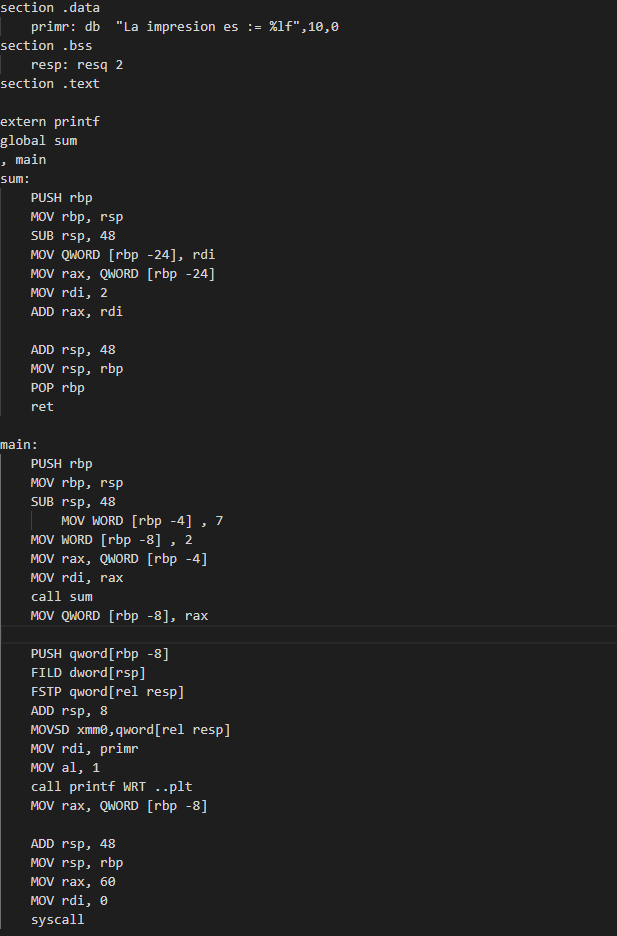 section .data
primr: db  "La impresion es := %lf",10,0
section .bss
resp: resq 2
section .text
extern printf
global sum
, main
sum:
PUSH rbp
MOV rbp, rsp
SUB rsp, 48
MOV QWORD [rbp -24], rdi
MOV rax, QWORD [rbp -24]
MOV rdi, 2
ADD rax, rdi
ADD rsp, 48
MOV rsp, rbp
POP rbp
ret
main:
PUSH rbp
MOV rbp, rsp
SUB rsp, 48
MOV WORD [rbp -4] , 7
MOV WORD [rbp -8] , 2
MOV rax, QWORD [rbp -4]
MOV rdi, rax
call sum
MOV QWORD [rbp -8], rax
PUSH qword[rbp -8]
FILD dword[rsp]
FSTP qword[rel resp]
ADD rsp, 8
MOVSD xmm0,qword[rel resp]
MOV rdi, primr
MOV al, 1
call printf WRT ..plt
MOV rax, QWORD [rbp -8]
ADD rsp, 48
MOV rsp, rbp
MOV rax, 60
MOV rdi, 0
syscall